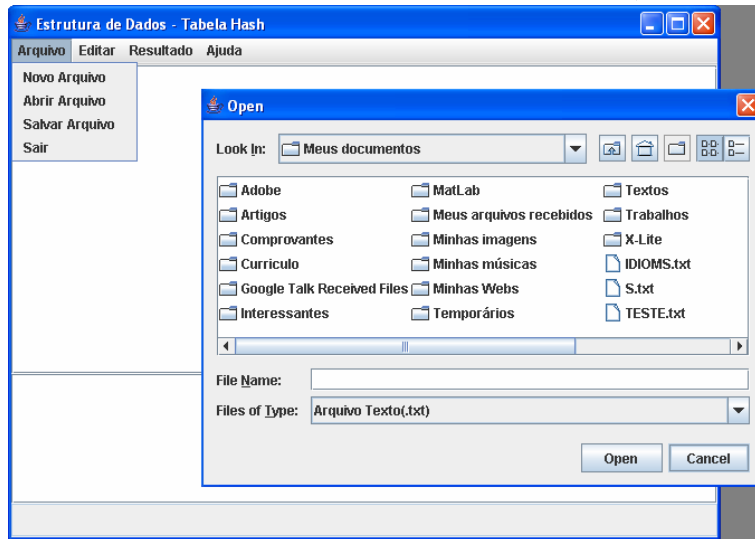 Estrutura de Dados - Tabela Hash
Arquivo Editar Resultado Ajuda
Novo Arquivo
Abrir Arquivo
Salvar Arquivo
Sair
Open
Look In: Meus documentos
Adobe MatLab Textos
Artigos Meus arquivos recebidos Trabalhos
Comprovantes Minhas imagens X-Lite
Curriculo Minhas músicas IDIOMS.txt
Google Talk Received Files Minhas Webs S.txt
Interessantes Temporários TESTE.txt
File Name:
Files of Type: Arquivo Texto(.txt)
Open Cancel